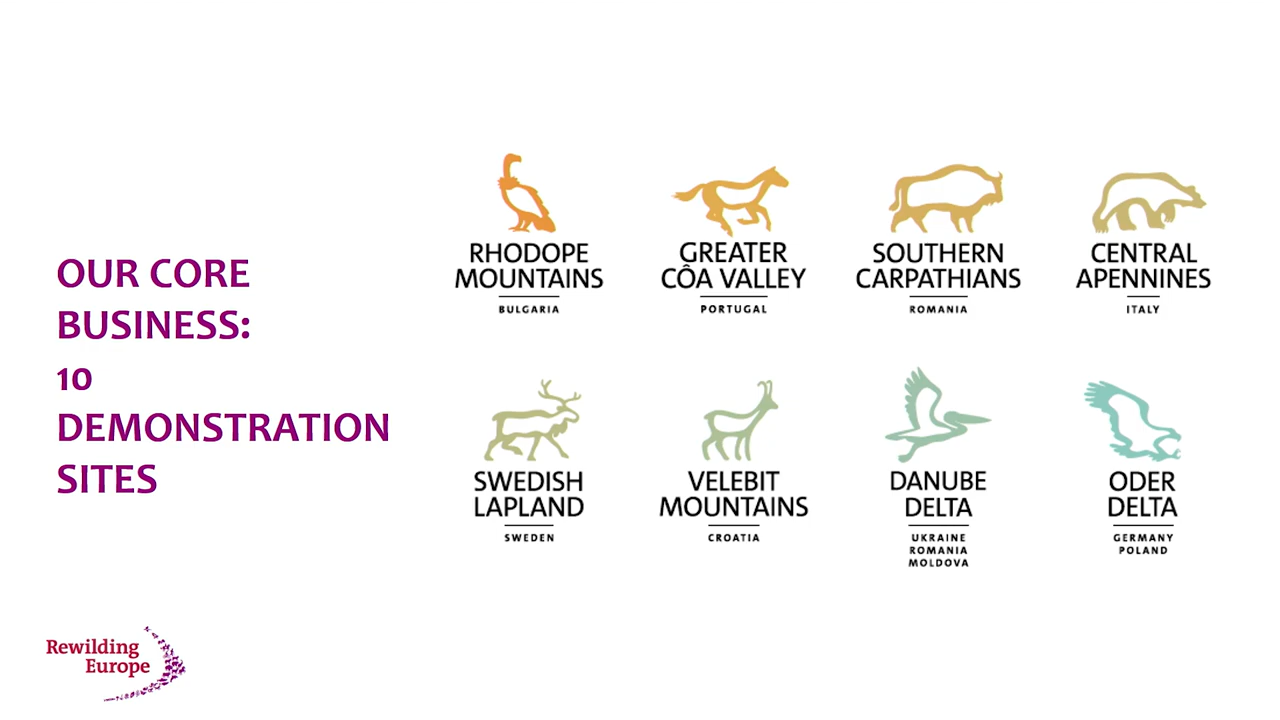 OUR CORE
BUSINESS:
10
DEMONSTRATION
SITES
RHODOPE
MOUNTAINS
BULGARIA
GREATER
CÔA VALLEY
PORTUGAL
SOUTHERN
CARPATHIANS
ROMANIA
CENTRAL
APENNINES
ITALY
SWEDISH
LAPLAND
SWEDEN
VELEBIT
MOUNTAINS
CROATIA
DANUBE
DELTA
UKRAINE
ROMANIA
MOLDOVA
ODER
DELTA
GERMANY
POLAND
Rewilding
Europe